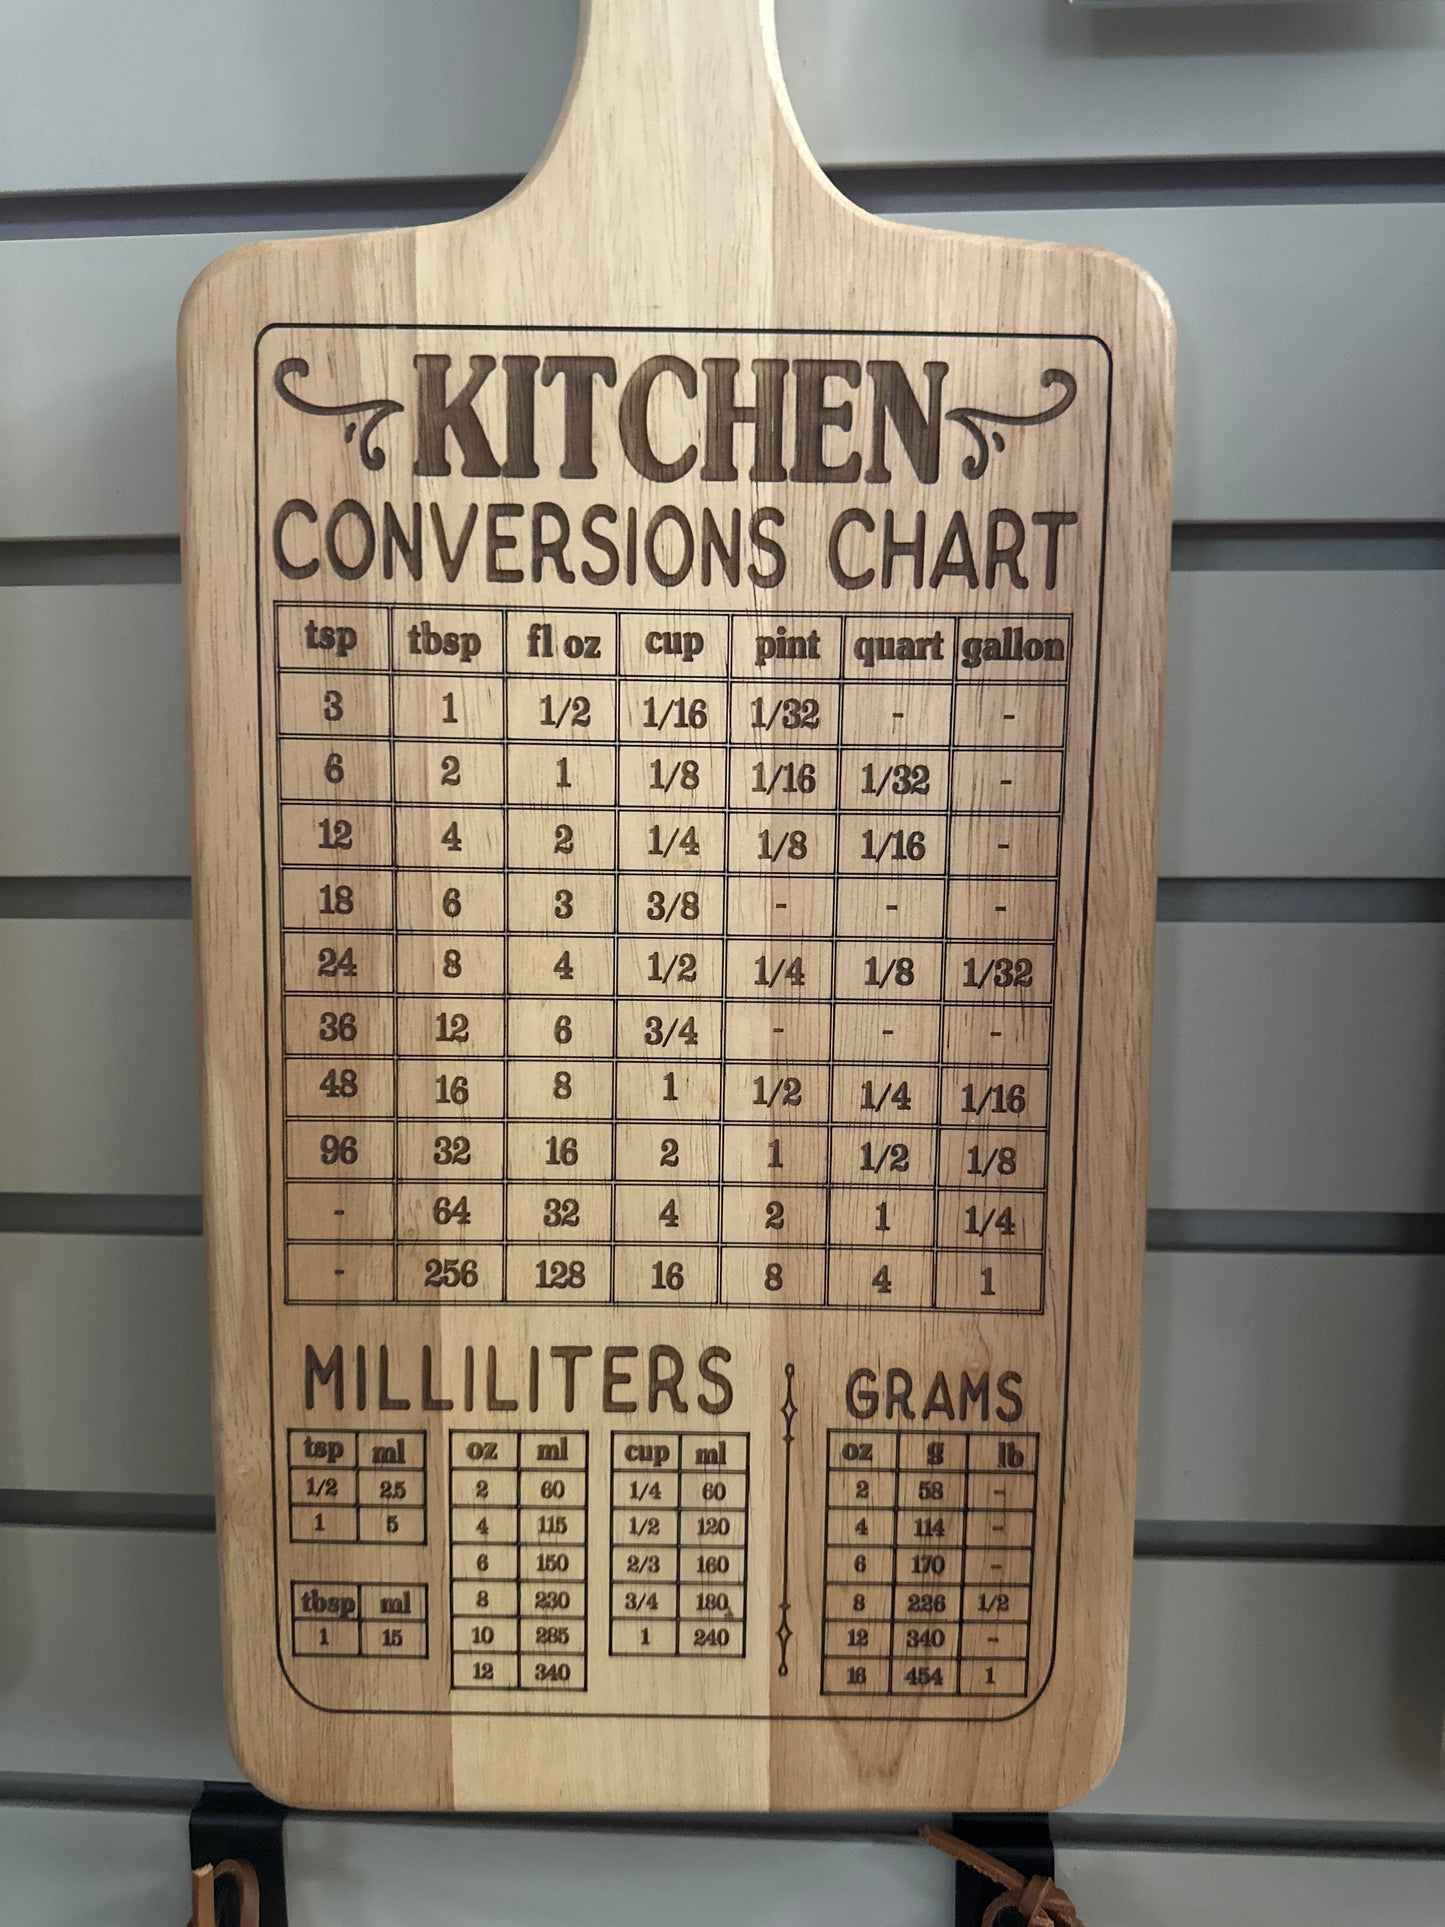 KITCHEN
CONVERSIONS CHART
tsp tbsp fl oz cup pint quart gallon
3 1 1/2 1/16 1/32 - -
6 2 1 1/8 1/16 1/32 -
12 4 2 1/4 1/8 1/16 -
18 6 3 3/8 - - -
24 8 4 1/2 1/4 1/8 1/32
36 12 6 3/4 - - -
48 16 8 1 1/2 1/4 1/16
96 32 16 2 1 1/2 1/8
- 64 32 4 2 1 1/4
- 256 128 16 8 4 1
MILLILITERS
tsp ml
1/2 2.5
1 5
tbsp ml
1 15
oz ml
2 60
4 115
6 150
8 230
10 285
12 340
cup ml
1/4 60
1/2 120
2/3 160
3/4 180
1 240
GRAMS
oz g lb
2 58 -
4 114 -
6 170 -
8 226 1/2
12 340 -
16 454 1